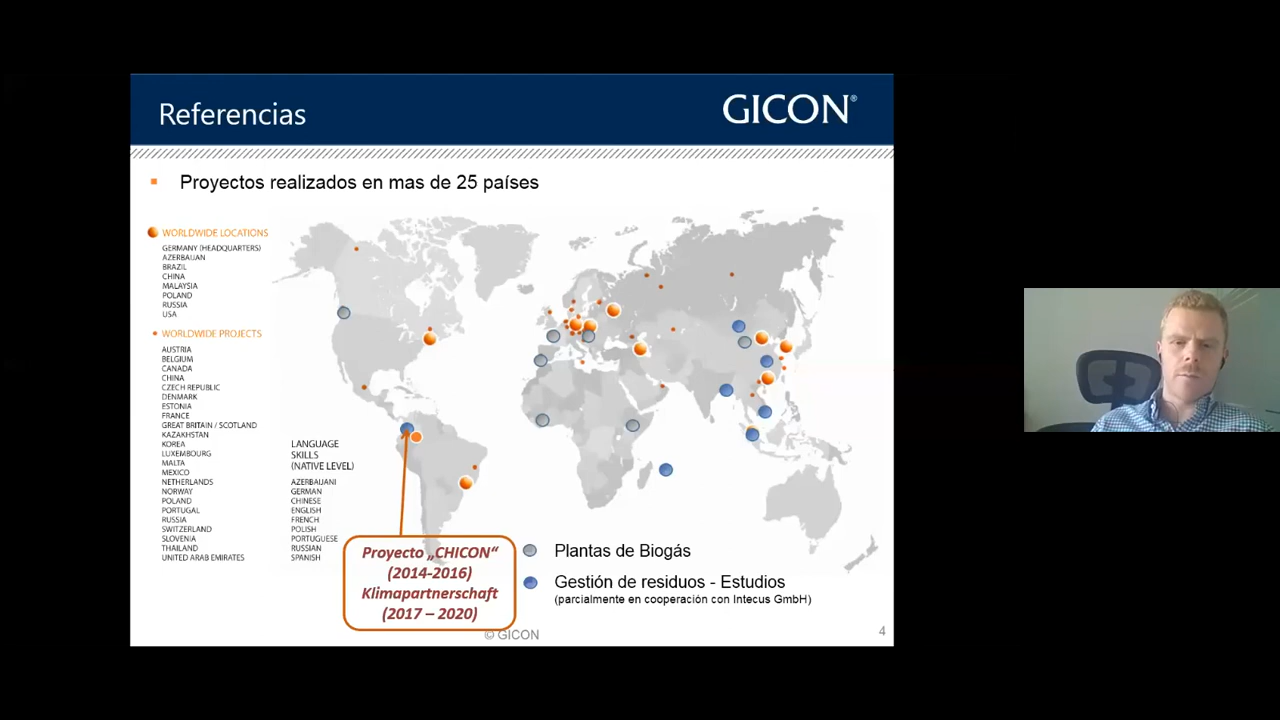 Referencias
GICON®
Proyectos realizados en mas de 25 países
WORLDWIDE LOCATIONS
GERMANY (HEADQUARTERS)
AZERBAIJAN
BRAZIL
CHINA
MALAYSIA
POLAND
RUSSIA
USA
WORLDWIDE PROJECTS
AUSTRIA
BELGIUM
CANADA
CHINA
CZECH REPUBLIC
DENMARK
ESTONIA
FRANCE
GREAT BRITAIN / SCOTLAND
KAZAKHSTAN
KOREA
LUXEMBOURG
MALTA
MEXICO
NETHERLANDS
NORWAY
POLAND
PORTUGAL
RUSSIA
SWITZERLAND
SLOVENIA
THAILAND
UNITED ARAB EMIRATES
LANGUAGE
SKILLS
(NATIVE LEVEL)
AZERBAIJANI
GERMAN
CHINESE
ENGLISH
FRENCH
POLISH
PORTUGUESE
RUSSIAN
SPANISH
Proyecto „CHICON“
(2014-2016)
Klimapartnerschaft
(2017 – 2020)
Plantas de Biogás
Gestión de residuos - Estudios
(parcialmente en cooperación con Intecus GmbH)
© GICON
4